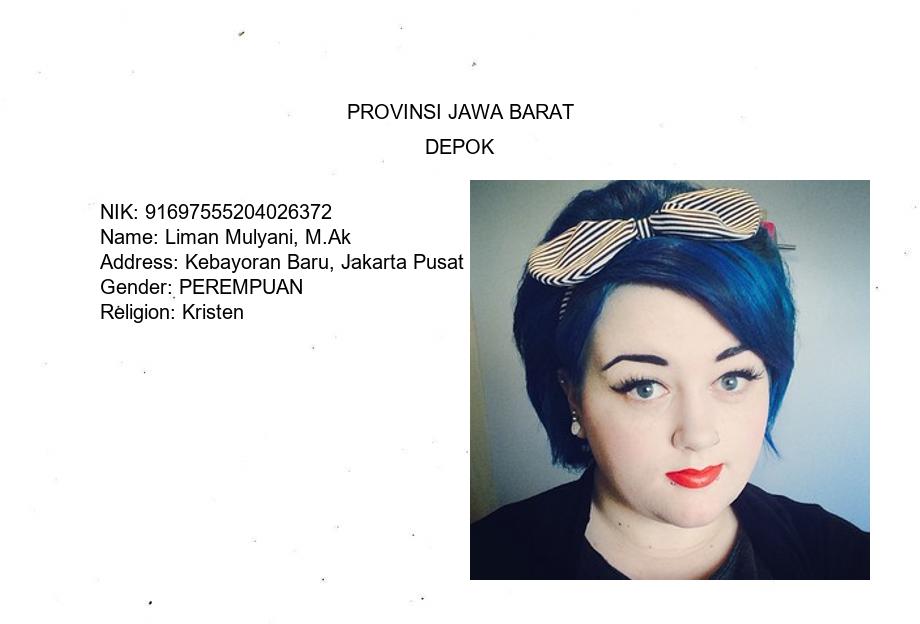 PROVINSI JAWA BARAT
DEPOK
NIK: 91697555204026372
Name: Liman Mulyani, M.Ak
Address: Kebayoran Baru, Jakarta Pusat
Gender: PEREMPUAN
Religion: Kristen